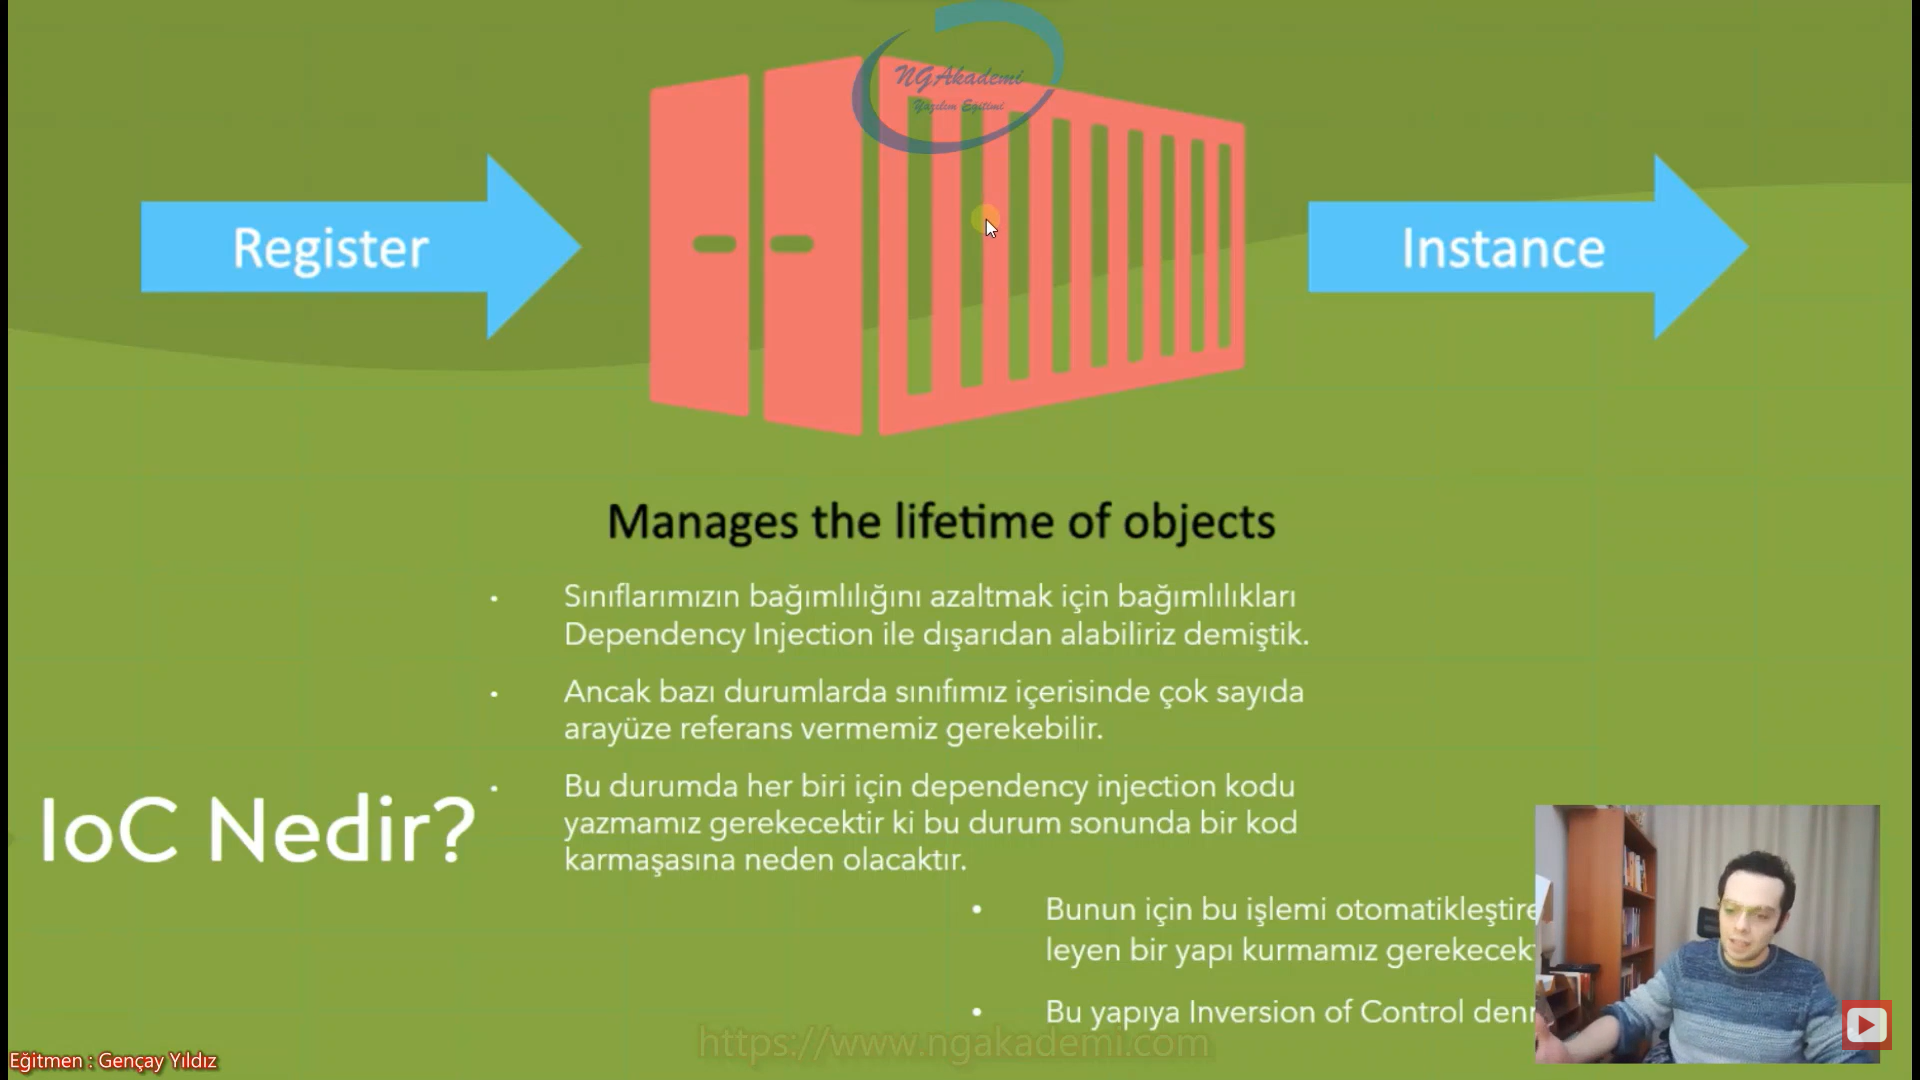 NGAkademi
Yazılım Eğitimi
Register
Instance
Manages the lifetime of objects
• Sınıflarımızın bağımlılığını azaltmak için bağımlılıkları
Dependency Injection ile dışarıdan alabiliriz demiştik.
• Ancak bazı durumlarda sınıfımız içerisinde çok sayıda
arayüze referans vermemiz gerekebilir.
• Bu durumda her biri için dependency injection kodu
yazmamız gerekecektir ki bu durum sonunda bir kod
karmaşasına neden olacaktır.
IoC Nedir?
• Bunun için bu işlemi otomatikleştire
leyen bir yapı kurmamız gerekecek
• Bu yapıya Inversion of Control den
https://www.ngakademi.com
Eğitmen : Gençay Yıldız